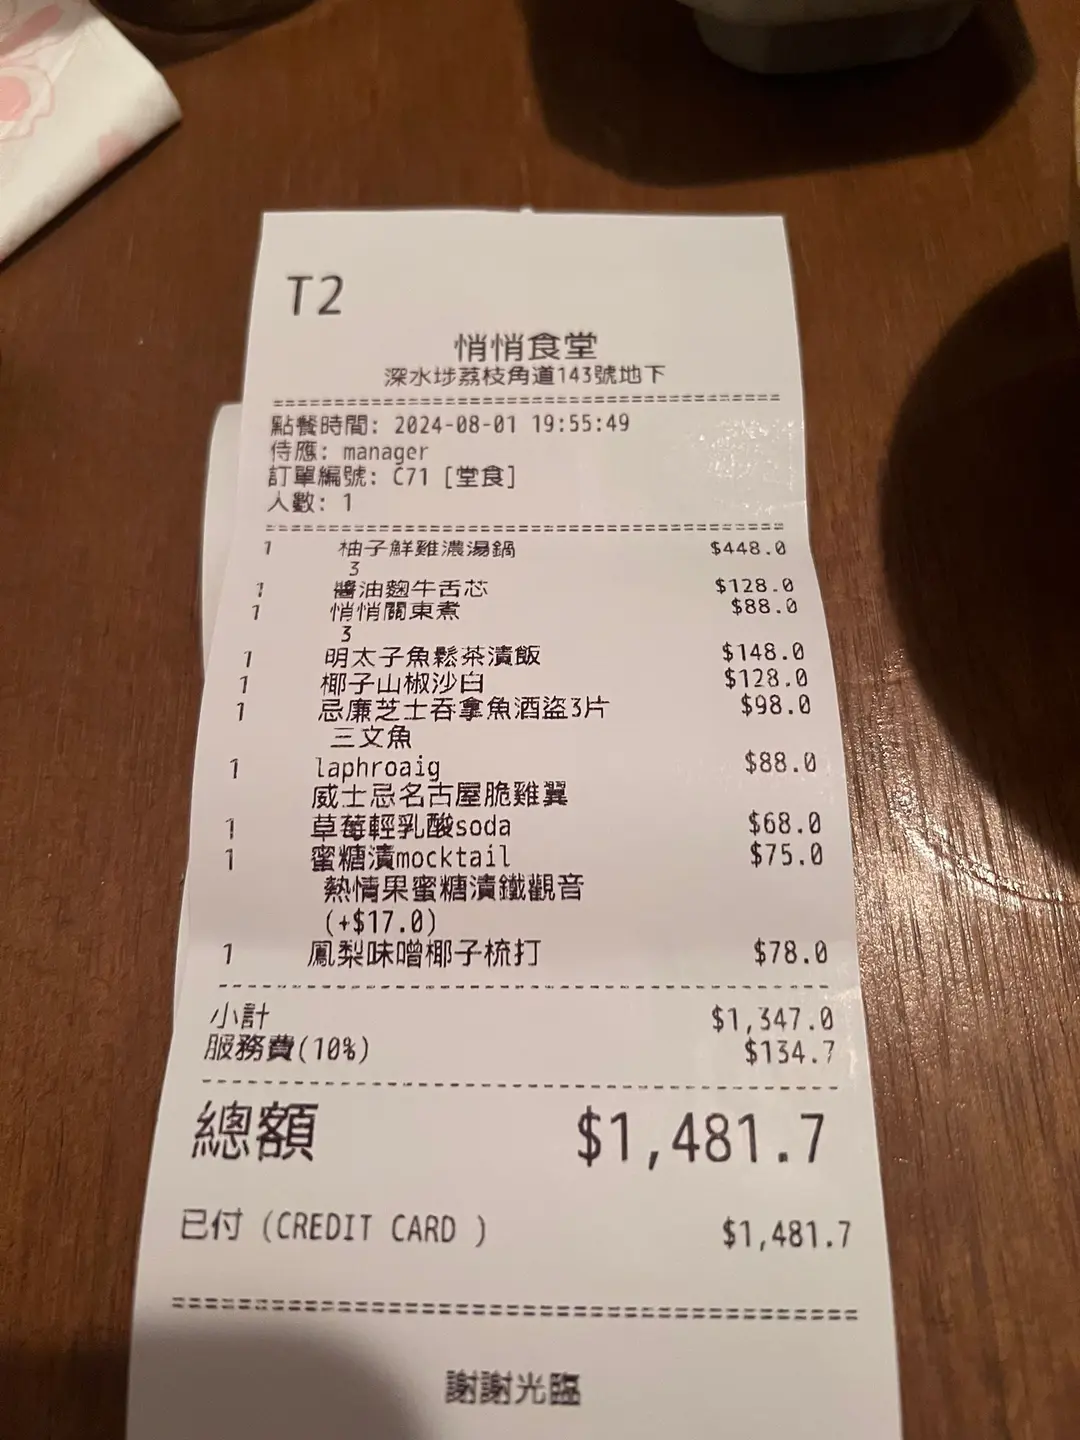 T2
悄悄食堂
深水埗荔枝角道143號地下
點餐時間: 2024-08-01 19:55:49
侍應: manager
訂單編號: C71 [堂食]
人數: 1
1 柚子鮮雞濃湯鍋 $448.0
3
1 醬油麴牛舌芯 $128.0
1 悄悄關東煮 $88.0
3
1 明太子魚鬆茶漬飯 $148.0
1 椰子山椒沙白 $128.0
1 忌廉芝士吞拿魚酒盜3片 $98.0
三文魚
1 laphroaig $88.0
威士忌名古屋脆雞翼
1 草莓輕乳酸soda $68.0
1 蜜糖漬mocktail $75.0
熱情果蜜糖漬鐵觀音
(+$17.0)
1 鳳梨味噌椰子梳打 $78.0
小計 $1,347.0
服務費(10%) $134.7
總額 $1,481.7
已付 (CREDIT CARD ) $1,481.7
謝謝光臨